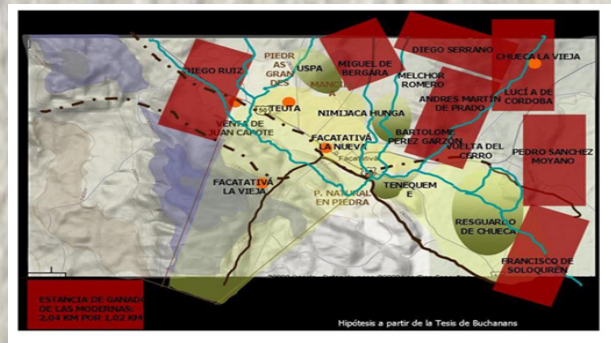 DIEGO SERRANO
CHUECA LA VIEJA
PIEDR
AS
GRAN
DES
USPA
MIGUEL DE
BERGARA
DIEGO RUIZ
MELCHOR
ROMERO
LUCÍA DE
CORDOBA
ANDRES MARTIN
DE PRADO
TEUTA
NIMIJACA HUNGA
VENTA DE
JUAN CAPOTE
FACATATIVÁ
LA NUEVA
BARTOLOME
PEREZ GARZÓN
VUELTA DEL
CERRO
PEDRO SANCHEZ
MOYANO
Facatativá
FACATATIVÁ
LA VIEJA
P. NATURAL
EN PIEDRA
TENEQUEM
E
RESGUARDO
DE CHUECA
FRANCISCO DE
SOLOQUREN
ESTANCIA DE GANADO
DE LAS MODERNAS:
2,04 KM POR 1,02 KM
Hipótesis a partir de la Tesis de Buchanans